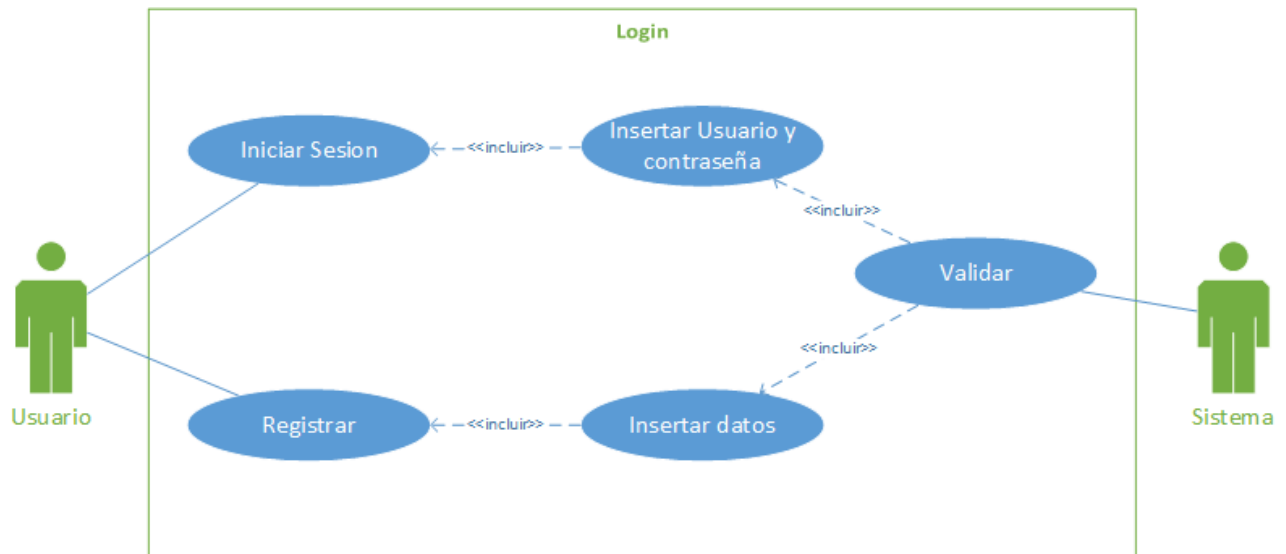 Login
Iniciar Sesion
<<incluir>>
Insertar Usuario y
contraseña
<<incluir>>
Validar
<<incluir>>
Usuario
Registrar
<<incluir>>
Insertar datos
Sistema